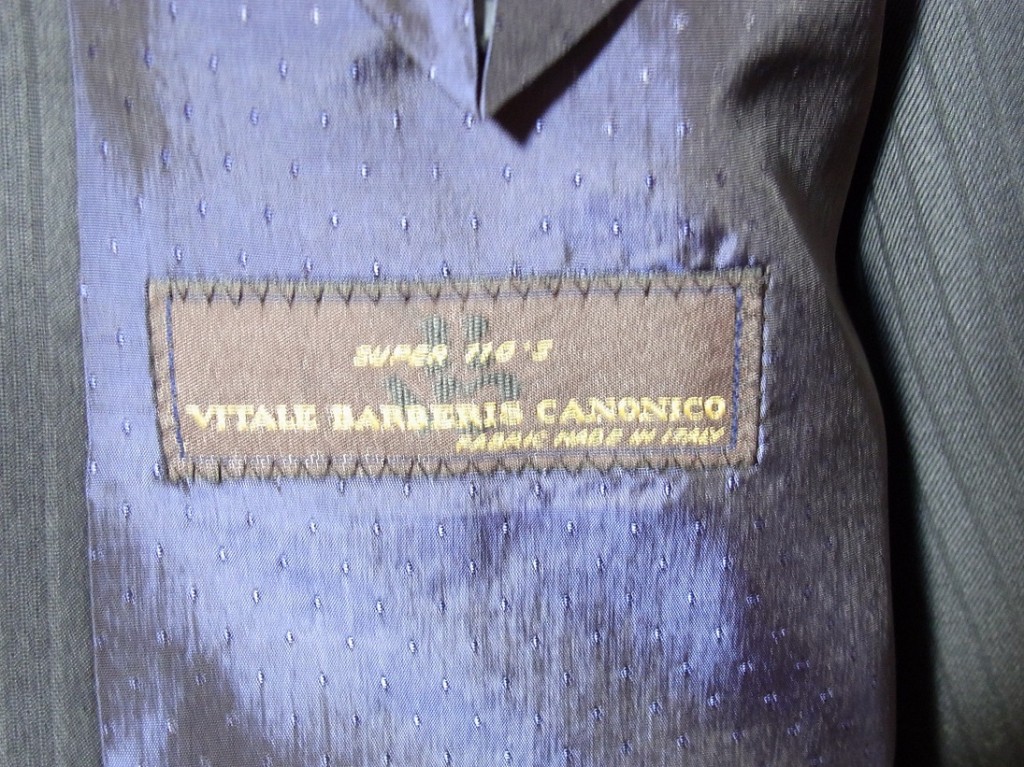 SUPER 110'S
VITALE BARBERIS CANONICO
FABRIC MADE IN ITALY